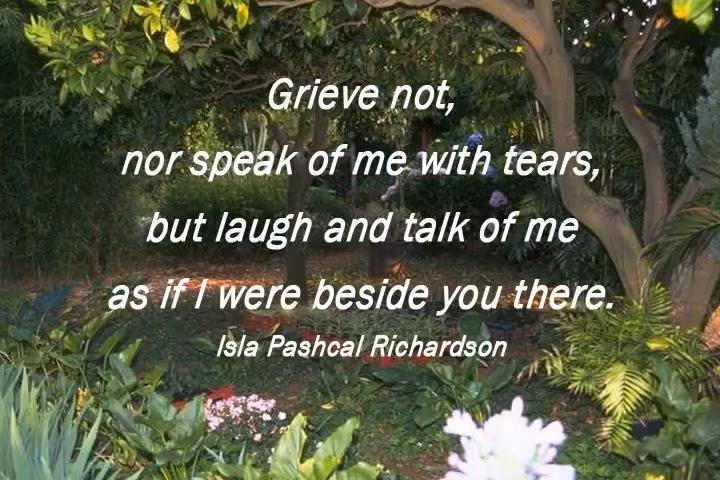 Grieve not,
nor speak of me with tears,
but laugh and talk of me
as if I were beside you there.
Isla Pashcal Richardson